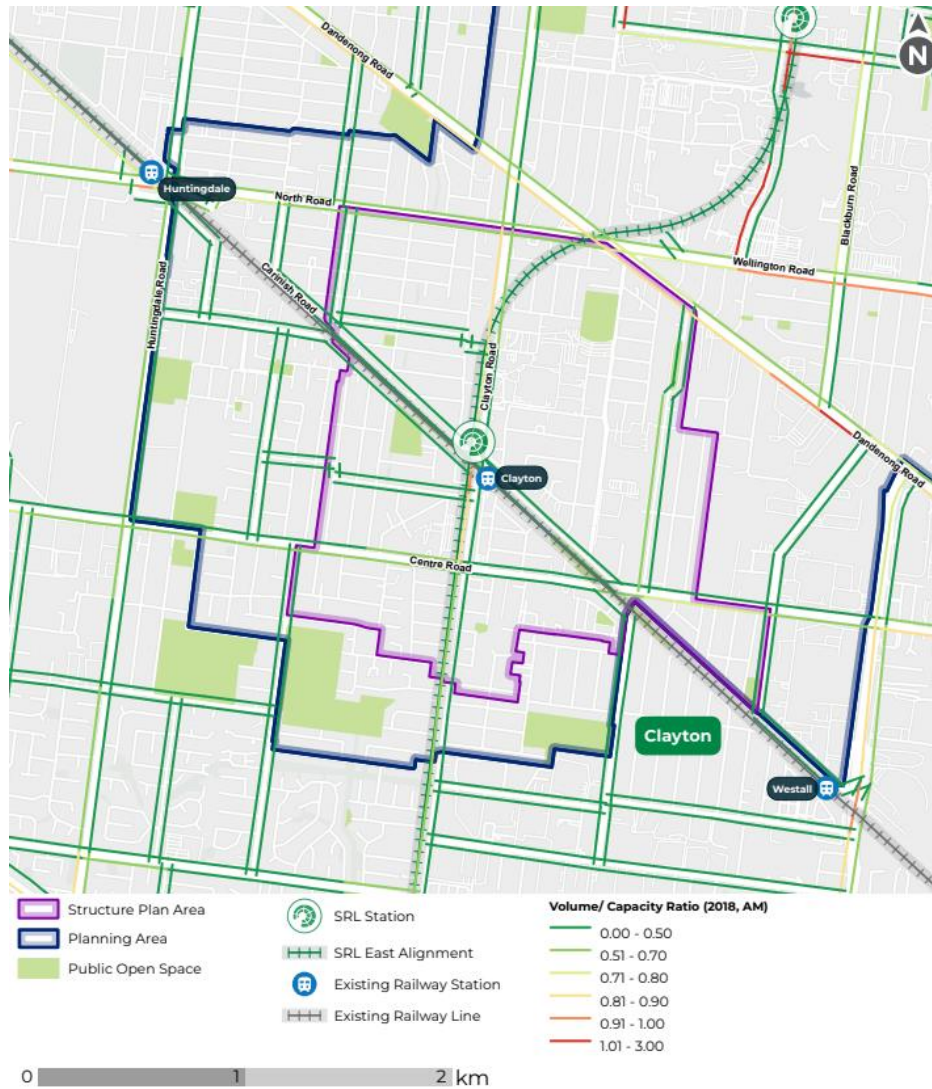 N
Dandenong Road
Huntingdale
North Road
Blackburn Road
Wellington Road
Huntingdale Road
Carinish Road
Clayton Road
Dandenong Road
Clayton
Centre Road
Clayton
Westall
Structure Plan Area
Planning Area
Public Open Space
SRL Station
SRL East Alignment
Existing Railway Station
Existing Railway Line
Volume/ Capacity Ratio (2018, AM)
0.00 - 0.50
0.51 - 0.70
0.71 - 0.80
0.81 - 0.90
0.91 - 1.00
1.01 - 3.00
0 1 2 km